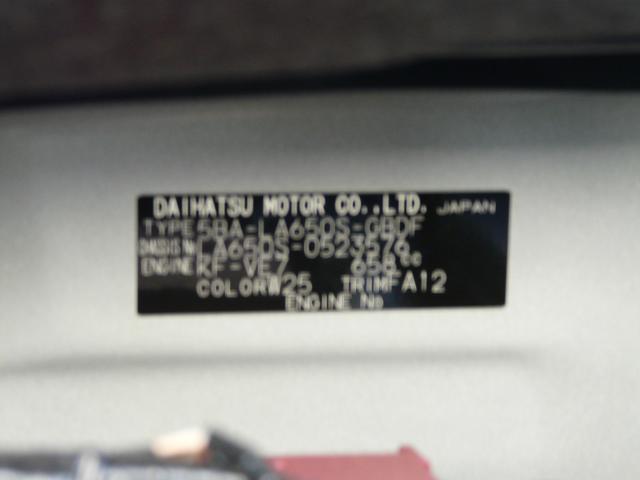 DAIHATSU MOTOR CO.,LTD. JAPAN
TYPE 5BA-LA650S-GBDF
CHASSIS No LA650S-0523576
ENGINE KF-VE7 658cc
COLOR W25 TRIM FA12
ENGINE No